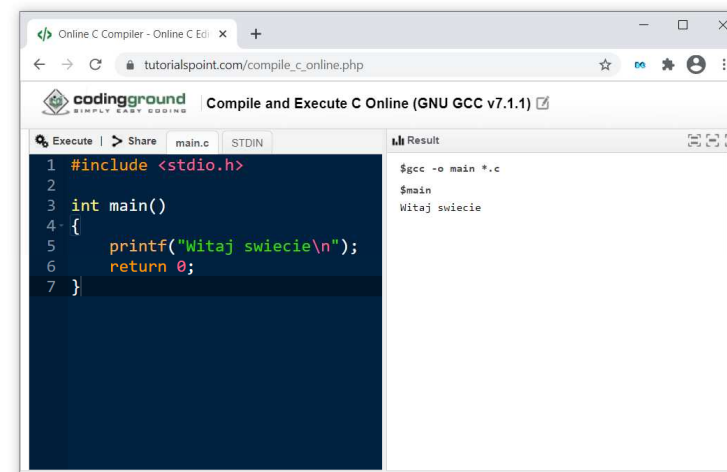 </> Online C Compiler - Online C Edi
tutorialspoint.com/compile_c_online.php
codingground
SIMPLY EASY CODING
Compile and Execute C Online (GNU GCC v7.1.1)
Execute | Share main.c STDIN
Result
1 #include <stdio.h>
2
3 int main()
4 {
5 printf("Witaj swiecie\n");
6 return 0;
7 }
$gcc -o main *.c
$main
Witaj swiecie